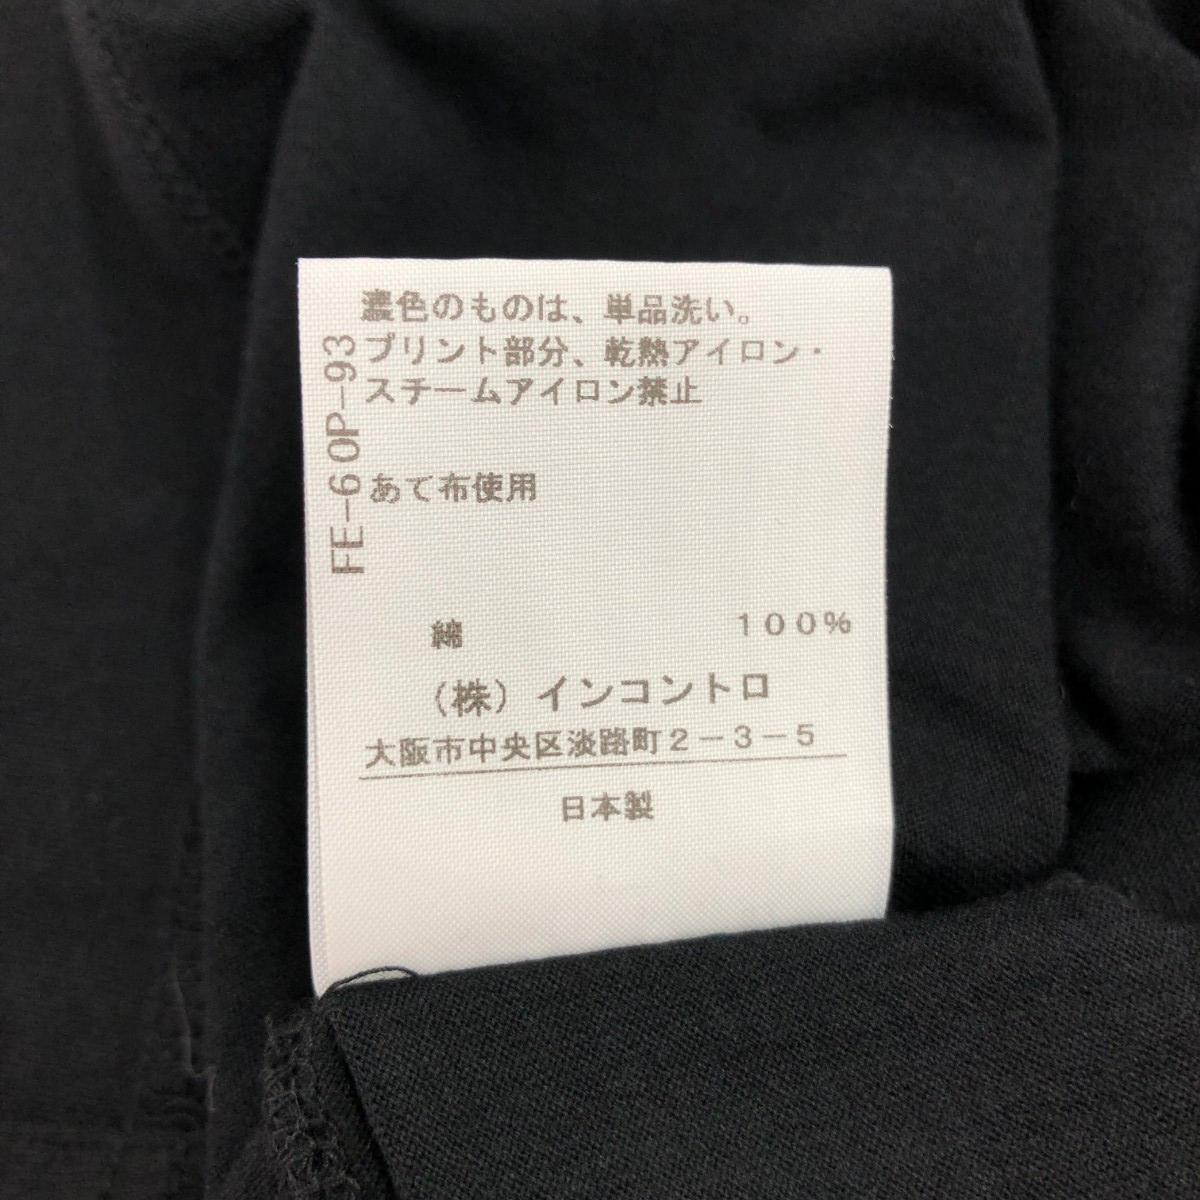 濃色のものは、単品洗い。
プリント部分、乾熱アイロン・
スチームアイロン禁止
あて布使用
FE-60P-93
綿 100%
(株)インコントロ
大阪市中央区淡路町2-3-5
日本製